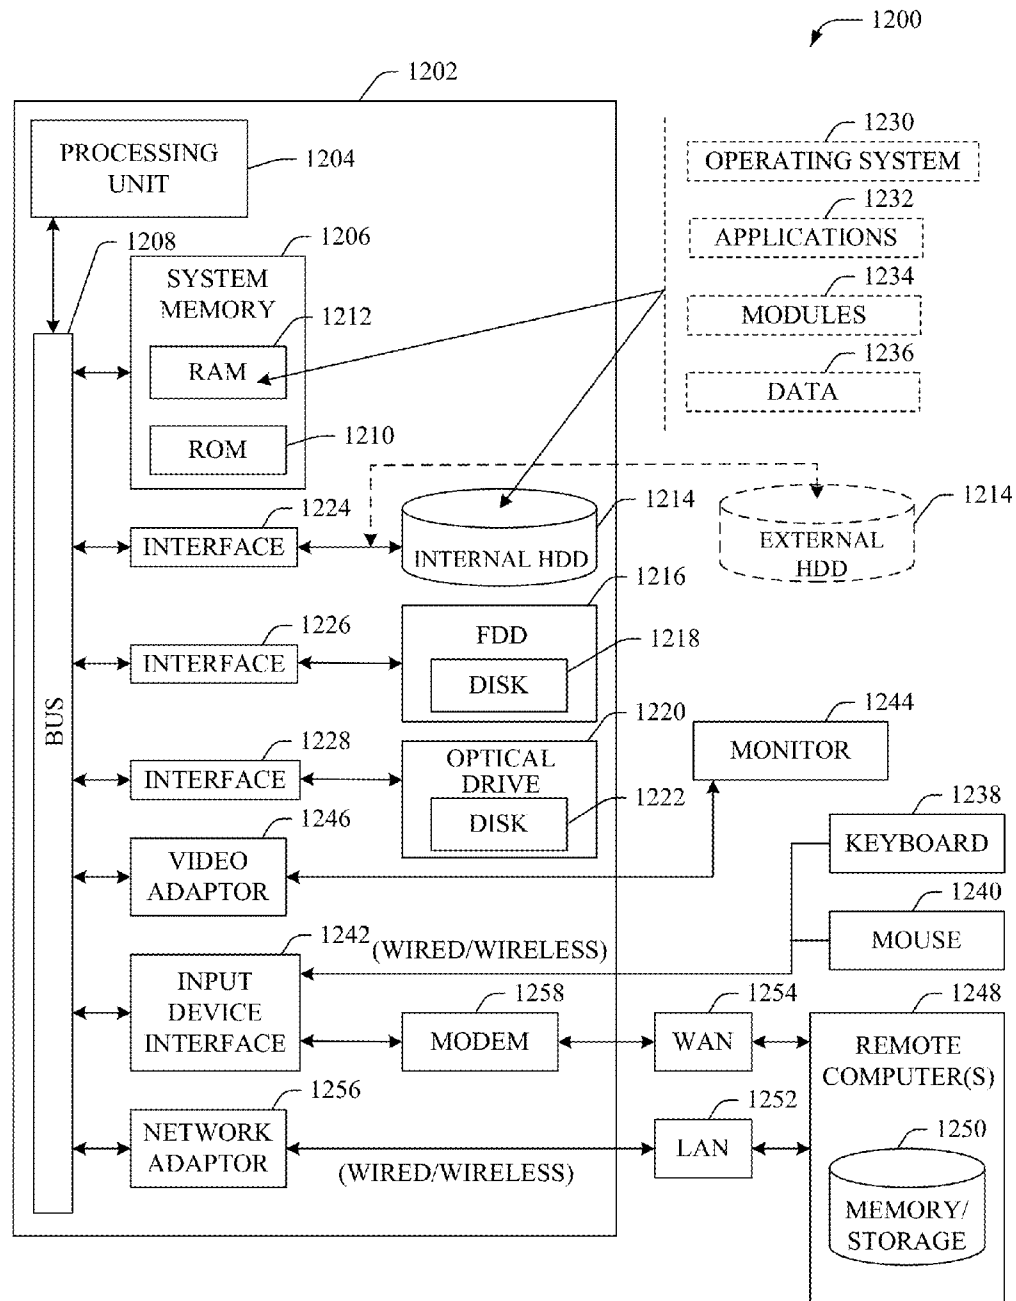 1200
1202
PROCESSING
UNIT
1204
1230
OPERATING SYSTEM
1232
APPLICATIONS
1234
MODULES
1236
DATA
1208
1206
SYSTEM
MEMORY
1212
RAM
1210
ROM
1224
INTERFACE
1214
INTERNAL HDD
1214
EXTERNAL
HDD
1216
FDD
1226
INTERFACE
1218
DISK
BUS
1220
OPTICAL
DRIVE
1228
INTERFACE
1222
DISK
1244
MONITOR
1246
VIDEO
ADAPTOR
1238
KEYBOARD
1240
MOUSE
1242
(WIRED/WIRELESS)
INPUT
DEVICE
INTERFACE
1258
MODEM
1254
WAN
1248
REMOTE
COMPUTER(S)
1256
NETWORK
ADAPTOR
(WIRED/WIRELESS)
1252
LAN
1250
MEMORY/
STORAGE